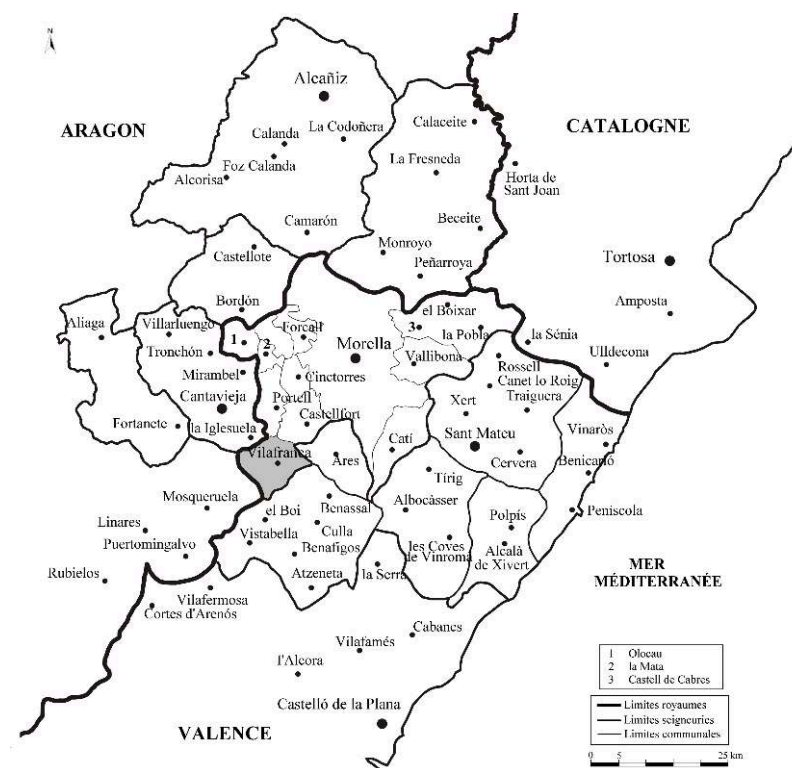 N
Alcañiz
ARAGON
CATALOGNE
Calaceite
La Codoñera
Calanda
Foz Calanda
La Fresneda
Horta de
Sant Joan
Alcorisa
Camarón
Beceite
Monroyo
Castellote
Tortosa
Peñarroya
Bordón
el Boixar
Amposta
Aliaga
Villarluengo
Forcall
3
1
2
la Pobla
la Sénia
Morella
Tronchón
Vallibona
Ulldecona
Rossell
Mirambel
Cinctorres
Canet lo Roig
Cantavieja
Xert
Traiguera
Portell
Castellfort
Fortanete
Vinaròs
la Iglesuela
Catí
Sant Mateu
Vilafranca
Ares
Cervera
Benicarló
Tírig
Mosqueruela
Benassal
el Boi
Albocàsser
Polpís
Peníscola
Linares
Culla
Vistabella
les Coves
de Vinromà
Puertomingalvo
Benafigos
Alcalà
de Xivert
MER
MÉDITERRANÉE
Rubielos
Atzeneta
la Serra
Vilafermosa
Cortes d'Arenós
Cabanes
Vilafamés
l'Alcora
1 Olocau
2 la Mata
3 Castell de Cabres
Castelló de la Plana
VALENCE
Limites royaumes
Limites seigneuries
Limites communales
0 5 25 km